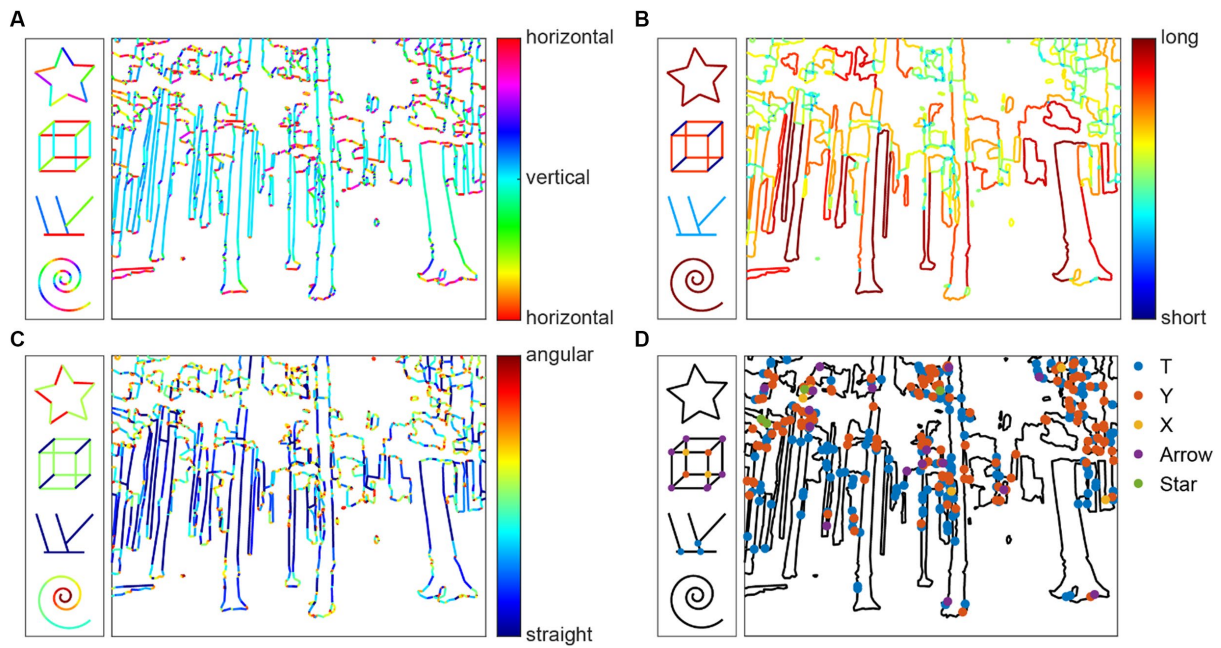 A
horizontal
vertical
horizontal
B
long
short
C
angular
straight
D
T
Y
X
Arrow
Star